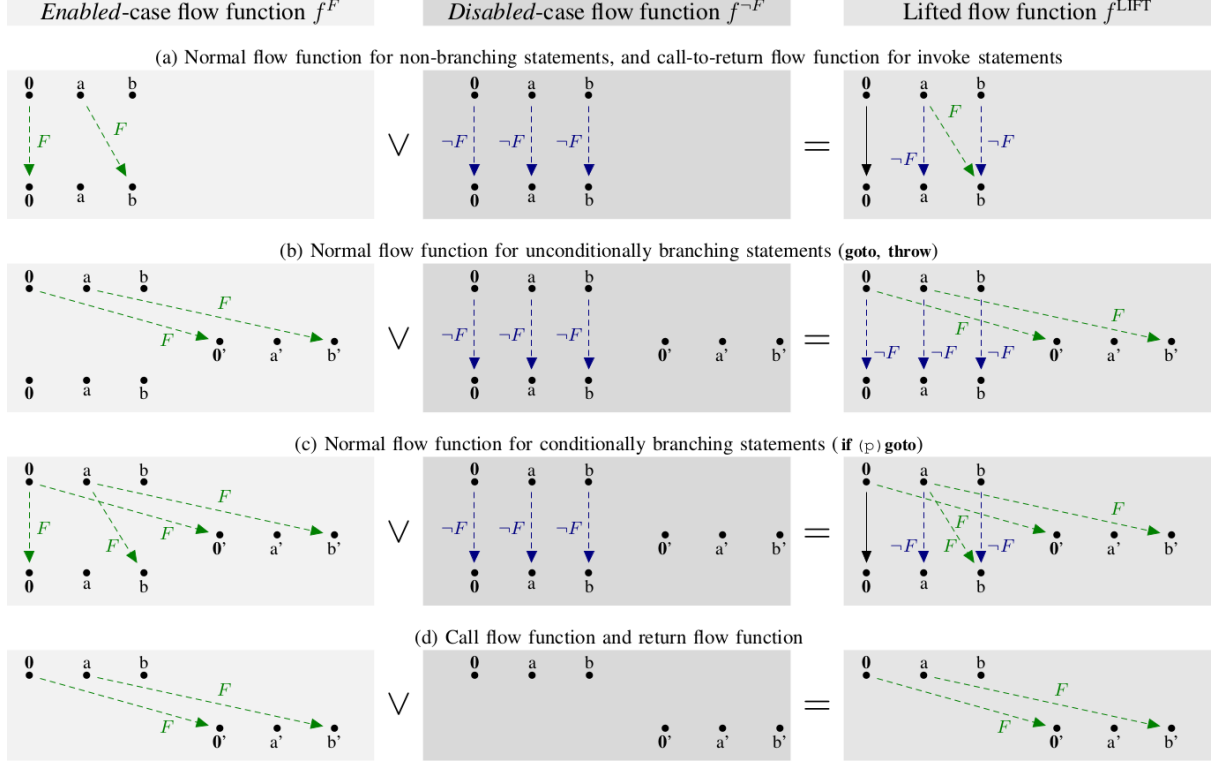 Enabled-case flow function f^F Disabled-case flow function f^¬F Lifted flow function f^LIFT
(a) Normal flow function for non-branching statements, and call-to-return flow function for invoke statements
0 a b 0 a b 0 a b
F F ∨ ¬F ¬F ¬F = F ¬F ¬F
0 a b 0 a b 0 a b
(b) Normal flow function for unconditionally branching statements (goto, throw)
0 a b 0 a b 0 a b
F F ∨ ¬F ¬F ¬F = F F ¬F ¬F ¬F
0' a' b' 0' a' b' 0' a' b'
0 a b 0 a b 0 a b
(c) Normal flow function for conditionally branching statements (if (p) goto)
0 a b 0 a b 0 a b
F F F F ∨ ¬F ¬F ¬F = F F F F ¬F ¬F
0' a' b' 0' a' b' 0' a' b'
0 a b 0 a b 0 a b
(d) Call flow function and return flow function
0 a b 0 a b 0 a b
F F ∨ = F F
0' a' b' 0' a' b' 0' a' b'